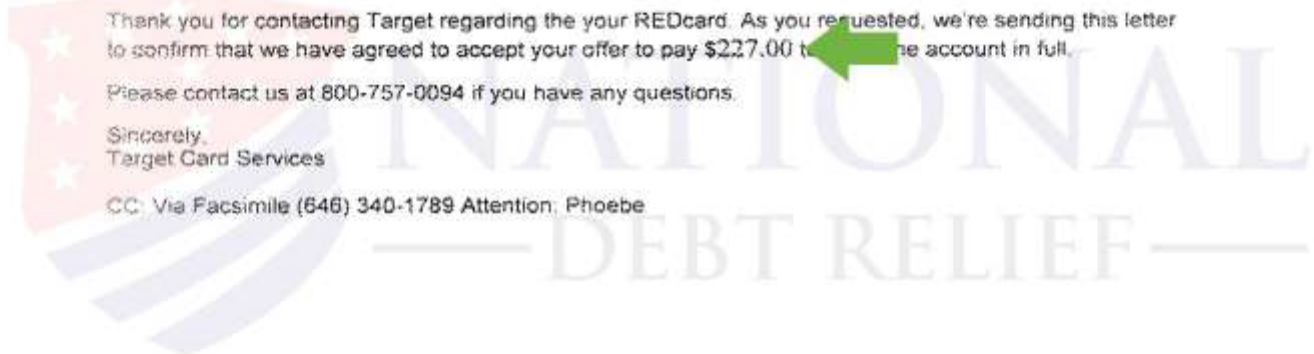 Thank you for contacting Target regarding the your REDcard. As you requested, we're sending this letter
to confirm that we have agreed to accept your offer to pay $227.00 account in full.
Please contact us at 800-757-0094 if you have any questions.
Sincerely,
Target Card Services
CC: Via Facsimile (646) 340-1789 Attention: Phoebe
NATIONAL
DEBT RELIEF